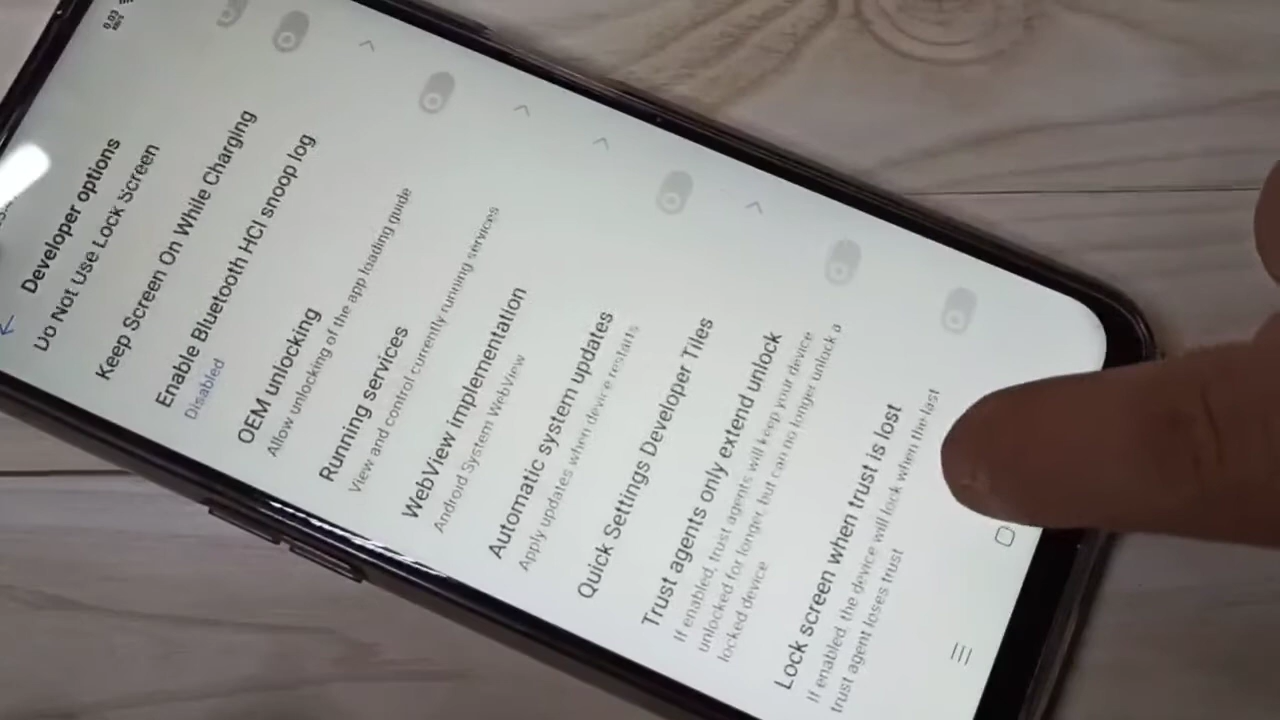 0.03
KB/s
Developer options
Do Not Use Lock Screen
Keep Screen On While Charging
Enable Bluetooth HCI snoop log
Disabled
OEM unlocking
Allow unlocking of the app loading guide
Running services
View and control currently running services
WebView implementation
Android System WebView
Automatic system updates
Apply updates when device restarts
Quick Settings Developer Tiles
Trust agents only extend unlock
If enabled, trust agents will keep your device
unlocked for longer, but can no longer unlock a
locked device
Lock screen when trust is lost
If enabled, the device will lock when the last
trust agent loses trust